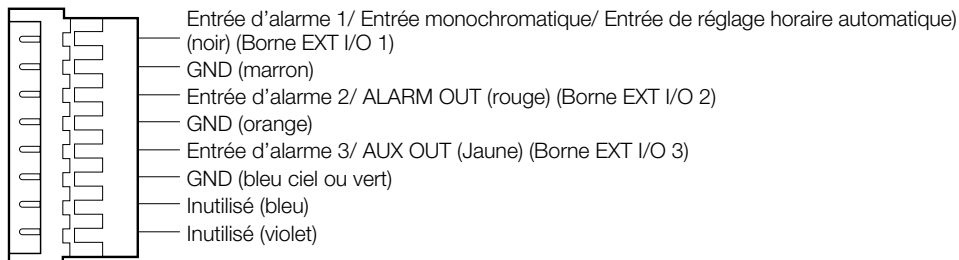 Entrée d’alarme 1/ Entrée monochromatique/ Entrée de réglage horaire automatique)
(noir) (Borne EXT I/O 1)
GND (marron)
Entrée d’alarme 2/ ALARM OUT (rouge) (Borne EXT I/O 2)
GND (orange)
Entrée d’alarme 3/ AUX OUT (Jaune) (Borne EXT I/O 3)
GND (bleu ciel ou vert)
Inutilisé (bleu)
Inutilisé (violet)